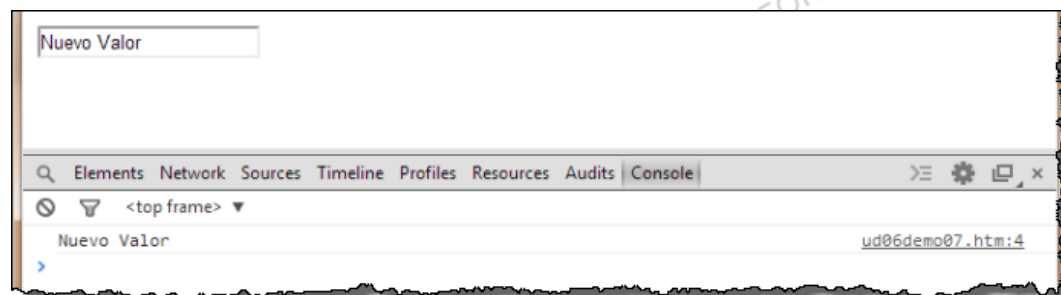 Nuevo Valor
Elements Network Sources Timeline Profiles Resources Audits Console
<top frame> ▼
Nuevo Valor ud06demo07.htm:4